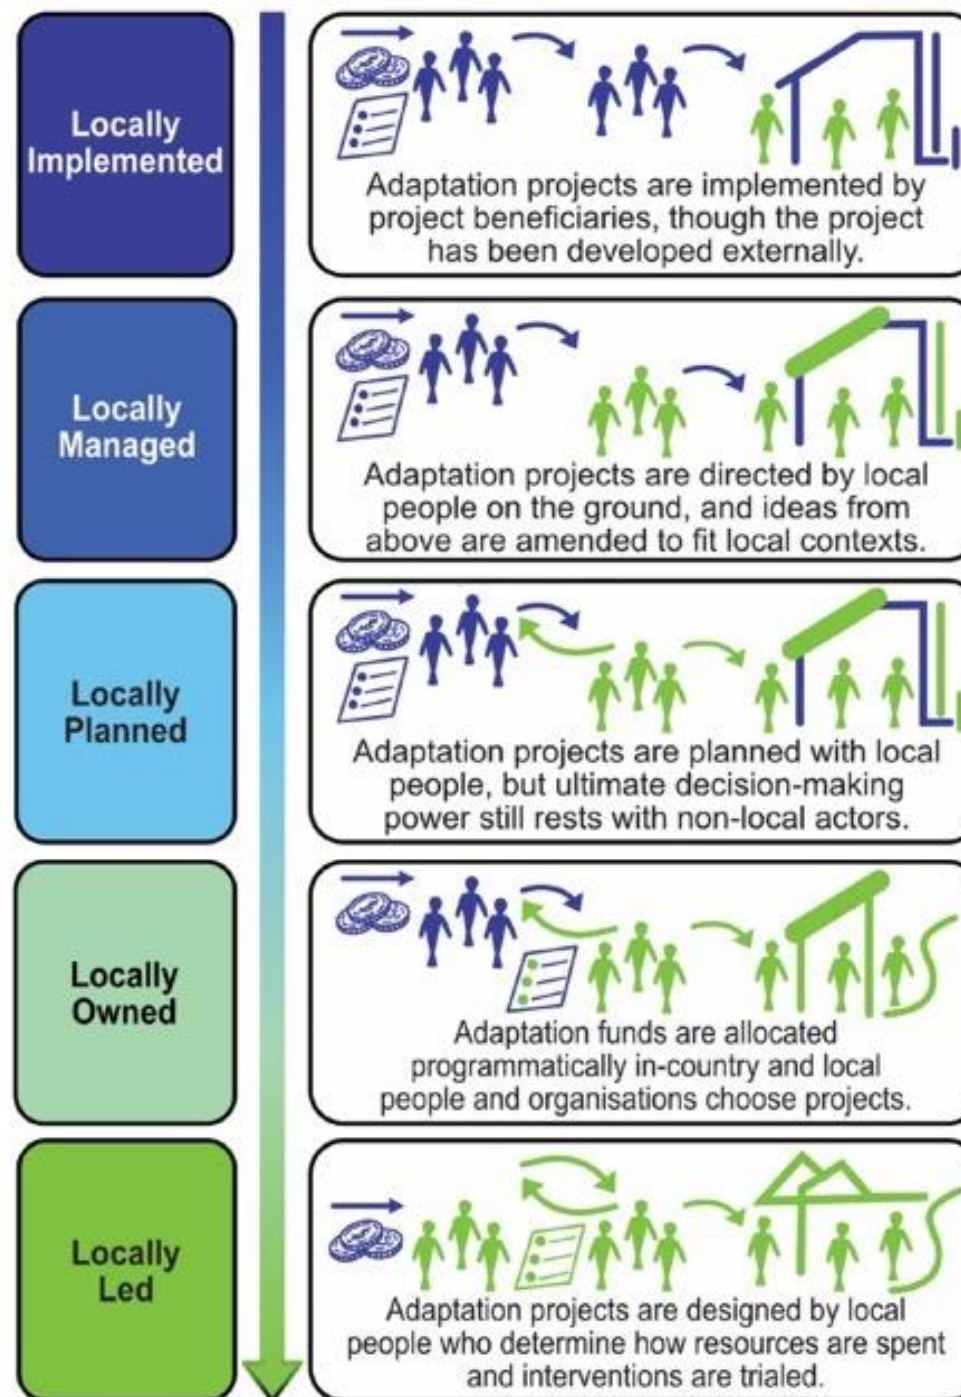 Locally
Implemented
Adaptation projects are implemented by
project beneficiaries, though the project
has been developed externally.
Locally
Managed
Adaptation projects are directed by local
people on the ground, and ideas from
above are amended to fit local contexts.
Locally
Planned
Adaptation projects are planned with local
people, but ultimate decision-making
power still rests with non-local actors.
Locally
Owned
Adaptation funds are allocated
programmatically in-country and local
people and organisations choose projects.
Locally
Led
Adaptation projects are designed by local
people who determine how resources are spent
and interventions are trialed.